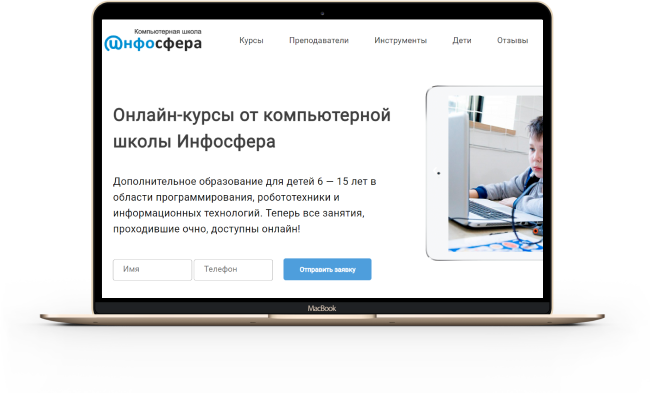 Компьютерная школа
инфосфера
Курсы Преподаватели Инструменты Дети Отзывы
Онлайн-курсы от компьютерной
школы Инфосфера
Дополнительное образование для детей 6 — 15 лет в
области программирования, робототехники и
информационных технологий. Теперь все занятия,
проходившие очно, доступны онлайн!
Имя Телефон Отправить заявку
MacBook